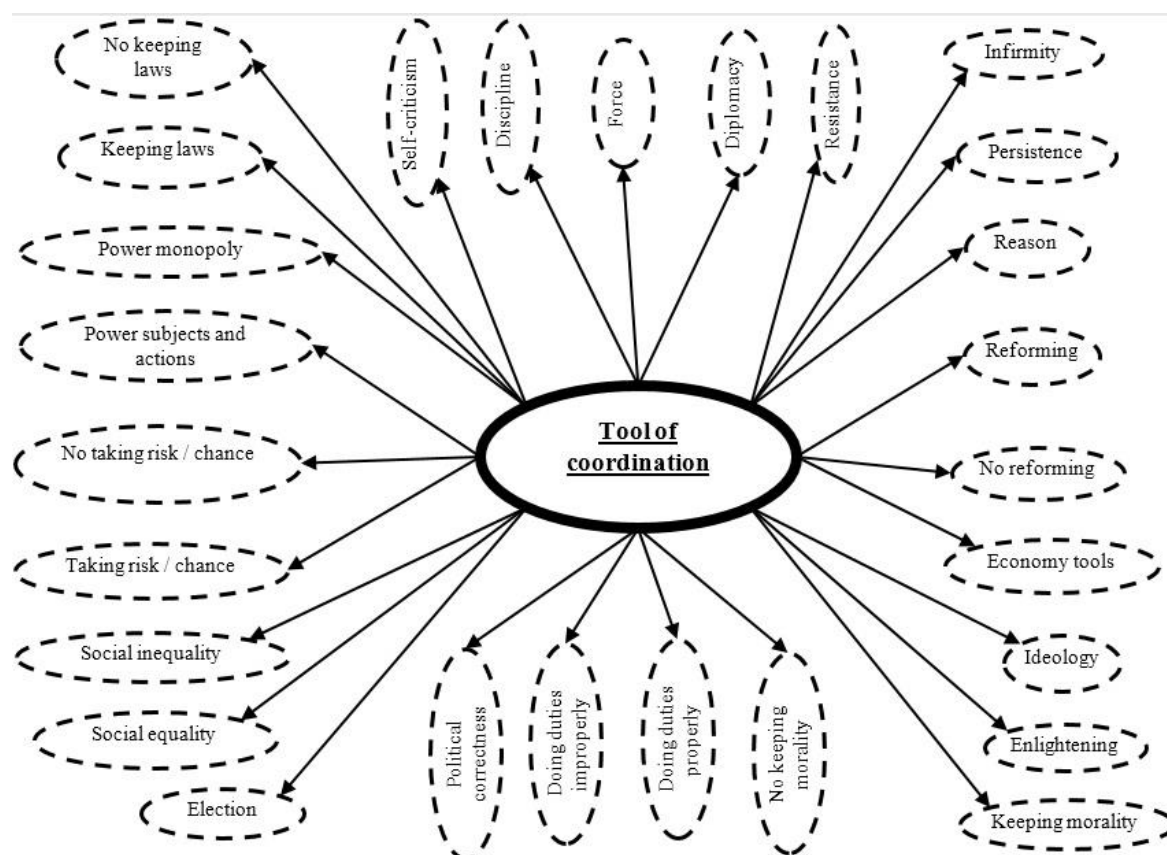 No keeping
laws
Keeping laws
Power monopoly
Power subjects and
actions
No taking risk / chance
Taking risk / chance
Social inequality
Social equality
Election
Self-criticism
Discipline
Force
Diplomacy
Resistance
Infirmity
Persistence
Reason
Reforming
No reforming
Economy tools
Ideology
Enlightening
Keeping morality
Tool of
coordination
Political
correctness
Doing duties
improperly
Doing duties
properly
No keeping
morality